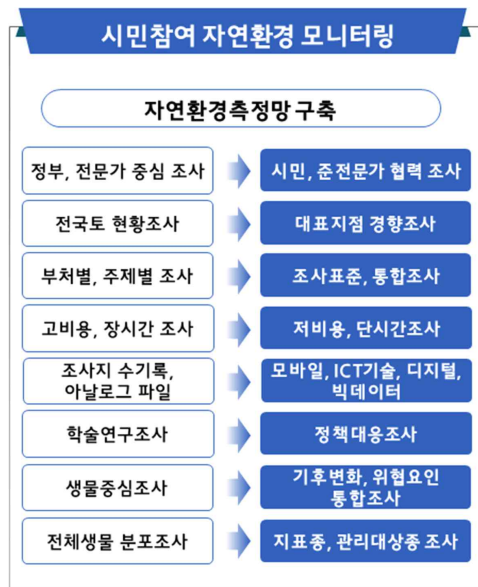 시민참여 자연환경 모니터링
자연환경측정망 구축
정부, 전문가 중심 조사
시민, 준전문가 협력 조사
전국토 현황조사
대표지점 경향조사
부처별, 주제별 조사
조사표준, 통합조사
고비용, 장시간 조사
저비용, 단시간조사
조사지 수기록,
아날로그 파일
모바일, ICT기술, 디지털,
빅데이터
학술연구조사
정책대응조사
생물중심조사
기후변화, 위협요인
통합조사
전체생물 분포조사
지표종, 관리대상종 조사